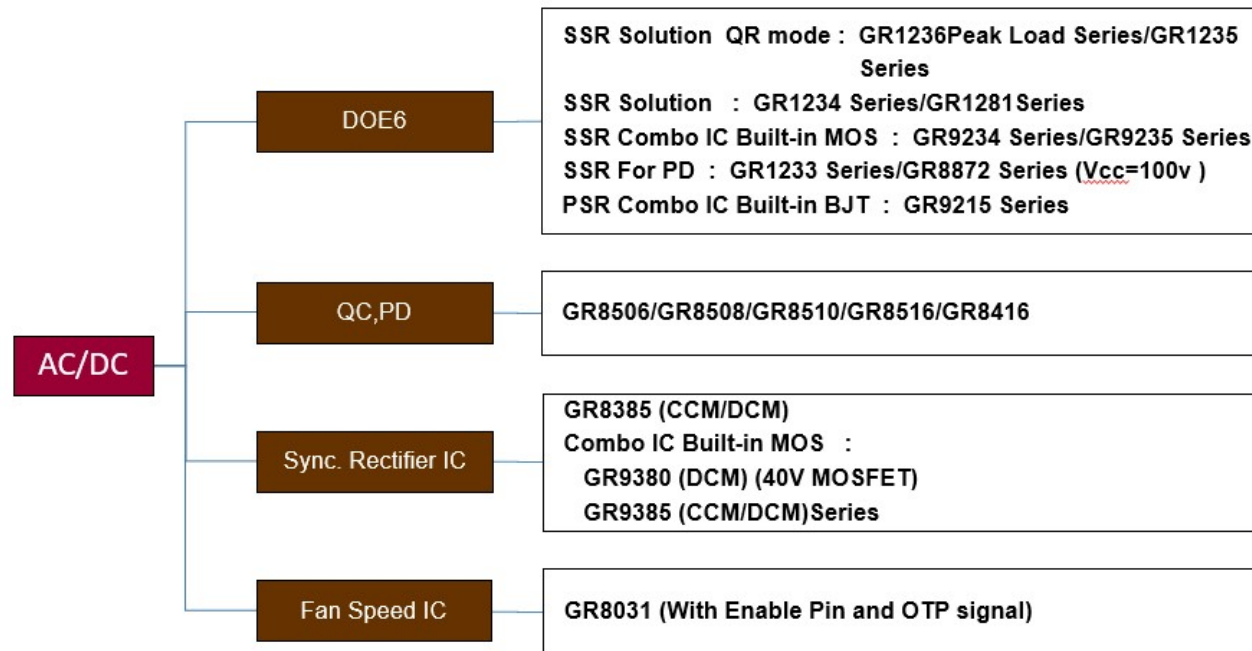 AC/DC
DOE6
SSR Solution QR mode : GR1236Peak Load Series/GR1235
Series
SSR Solution : GR1234 Series/GR1281Series
SSR Combo IC Built-in MOS : GR9234 Series/GR9235 Series
SSR For PD : GR1233 Series/GR8872 Series (Vcc=100v )
PSR Combo IC Built-in BJT : GR9215 Series
QC,PD
GR8506/GR8508/GR8510/GR8516/GR8416
Sync. Rectifier IC
GR8385 (CCM/DCM)
Combo IC Built-in MOS :
GR9380 (DCM) (40V MOSFET)
GR9385 (CCM/DCM)Series
Fan Speed IC
GR8031 (With Enable Pin and OTP signal)